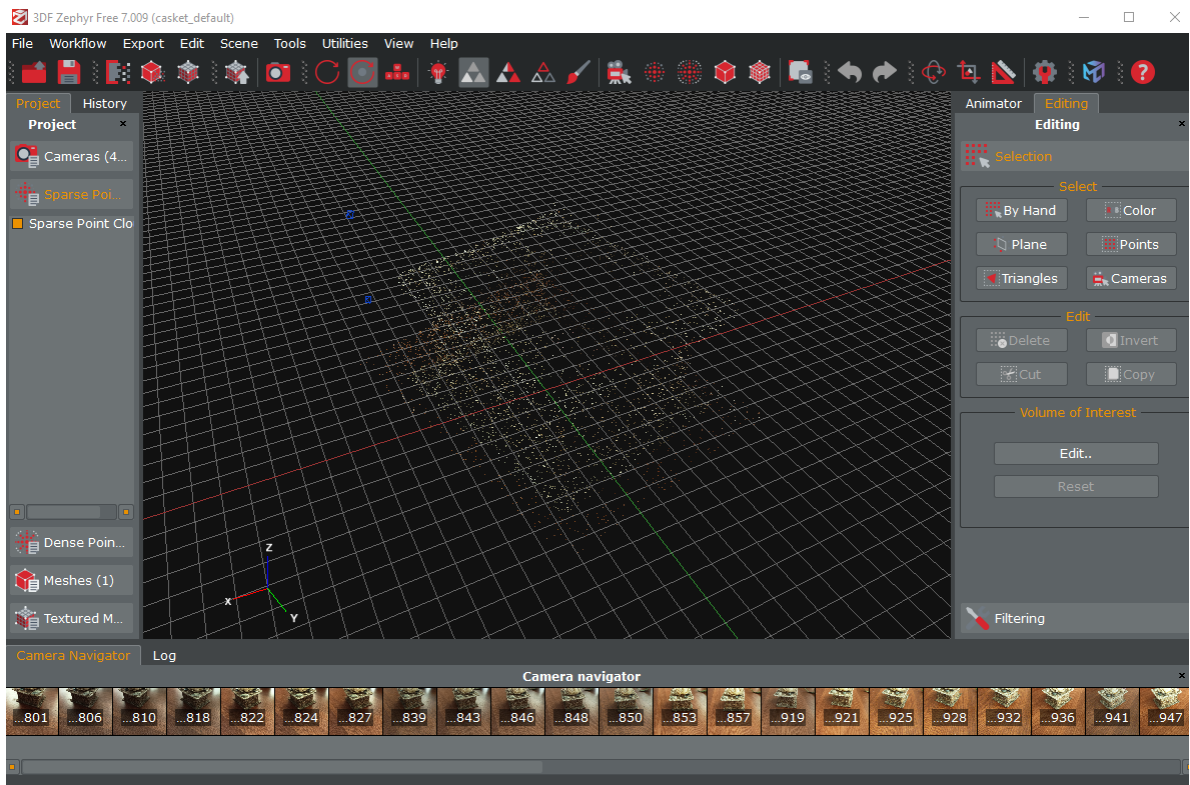 3DF Zephyr Free 7.009 (casket_default)
File Workflow Export Edit Scene Tools Utilities View Help
Project History
Project
Cameras (4...
Sparse Poi...
Sparse Point Clo
Dense Poin...
Meshes (1)
Textured M...
Z
X
Y
Animator Editing
Editing
Selection
Select
By Hand Color
Plane Points
Triangles Cameras
Edit
Delete Invert
Cut Copy
Volume of Interest
Edit..
Reset
Filtering
Camera Navigator Log
Camera navigator
...801 ...806 ...810 ...818 ...822 ...824 ...827 ...839 ...843 ...846 ...848 ...850 ...853 ...857 ...919 ...921 ...925 ...928 ...932 ...936 ...941 ...947